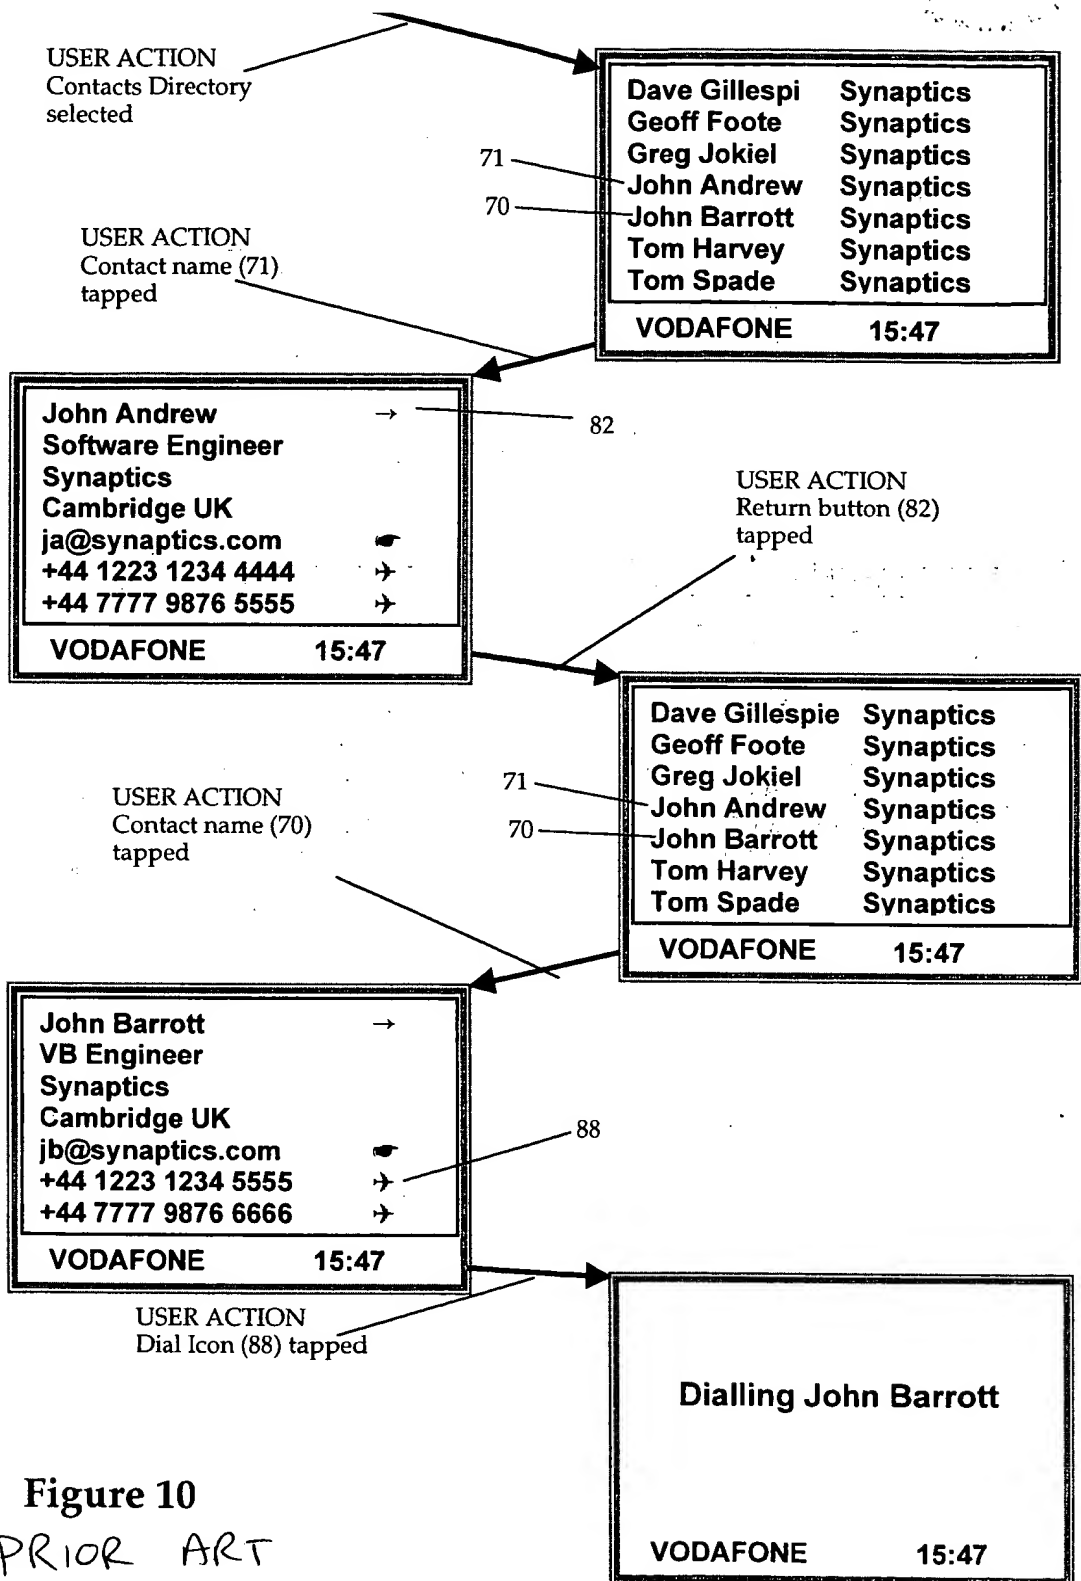 USER ACTION
Contacts Directory
selected
Dave Gillespi Synaptics
Geoff Foote Synaptics
Greg Jokiel Synaptics
71
John Andrew Synaptics
70
John Barrott Synaptics
Tom Harvey Synaptics
Tom Spade Synaptics
VODAFONE 15:47
USER ACTION
Contact name (71)
tapped
John Andrew →
82
Software Engineer
Synaptics
Cambridge UK
ja@synaptics.com
+44 1223 1234 4444
+44 7777 9876 5555
VODAFONE 15:47
USER ACTION
Return button (82)
tapped
Dave Gillespie Synaptics
Geoff Foote Synaptics
Greg Jokiel Synaptics
71
John Andrew Synaptics
70
John Barrott Synaptics
Tom Harvey Synaptics
Tom Spade Synaptics
VODAFONE 15:47
USER ACTION
Contact name (70)
tapped
John Barrott →
VB Engineer
Synaptics
Cambridge UK
jb@synaptics.com
88
+44 1223 1234 5555
+44 7777 9876 6666
VODAFONE 15:47
USER ACTION
Dial Icon (88) tapped
Dialling John Barrott
VODAFONE 15:47
Figure 10
PRIOR ART